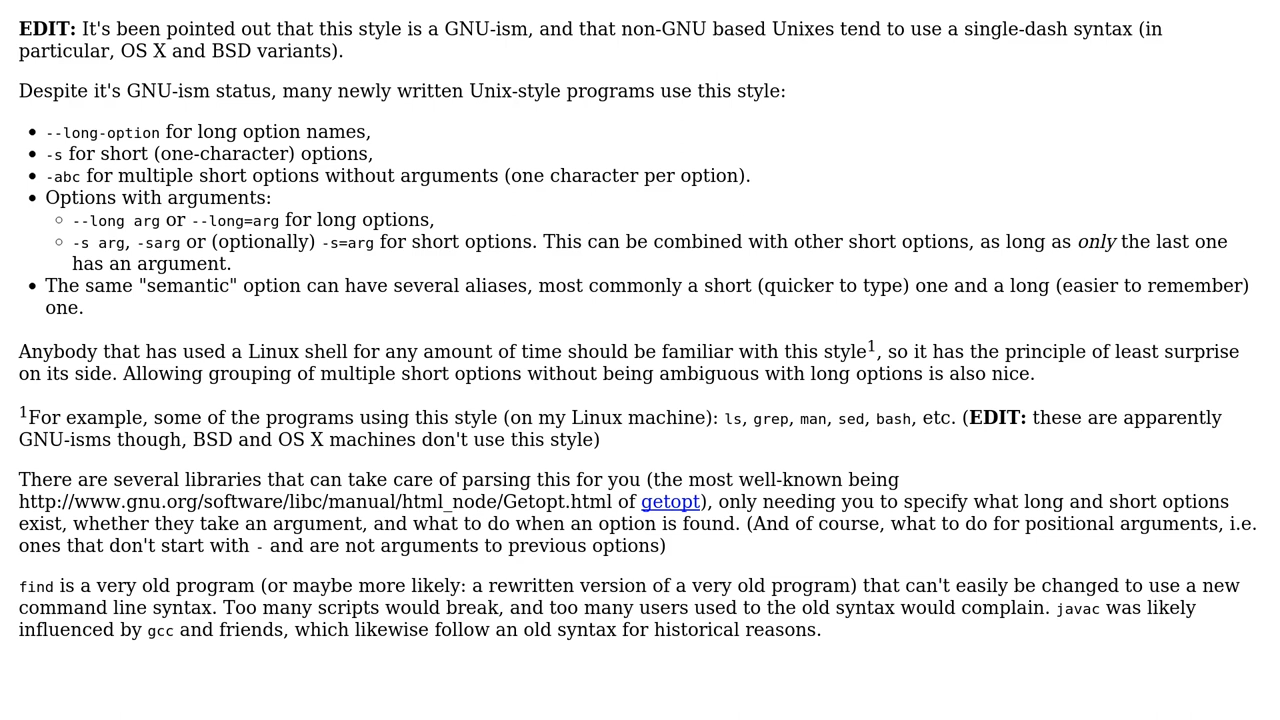 EDIT: It's been pointed out that this style is a GNU-ism, and that non-GNU based Unixes tend to use a single-dash syntax (in
particular, OS X and BSD variants).
Despite it's GNU-ism status, many newly written Unix-style programs use this style:
• --long-option for long option names,
• -s for short (one-character) options,
• -abc for multiple short options without arguments (one character per option).
• Options with arguments:
◦ --long arg or --long=arg for long options,
◦ -s arg, -sarg or (optionally) -s=arg for short options. This can be combined with other short options, as long as only the last one
has an argument.
• The same "semantic" option can have several aliases, most commonly a short (quicker to type) one and a long (easier to remember)
one.
Anybody that has used a Linux shell for any amount of time should be familiar with this style1, so it has the principle of least surprise
on its side. Allowing grouping of multiple short options without being ambiguous with long options is also nice.
1For example, some of the programs using this style (on my Linux machine): ls, grep, man, sed, bash, etc. (EDIT: these are apparently
GNU-isms though, BSD and OS X machines don't use this style)
There are several libraries that can take care of parsing this for you (the most well-known being
http://www.gnu.org/software/libc/manual/html_node/Getopt.html of getopt), only needing you to specify what long and short options
exist, whether they take an argument, and what to do when an option is found. (And of course, what to do for positional arguments, i.e.
ones that don't start with - and are not arguments to previous options)
find is a very old program (or maybe more likely: a rewritten version of a very old program) that can't easily be changed to use a new
command line syntax. Too many scripts would break, and too many users used to the old syntax would complain. javac was likely
influenced by gcc and friends, which likewise follow an old syntax for historical reasons.